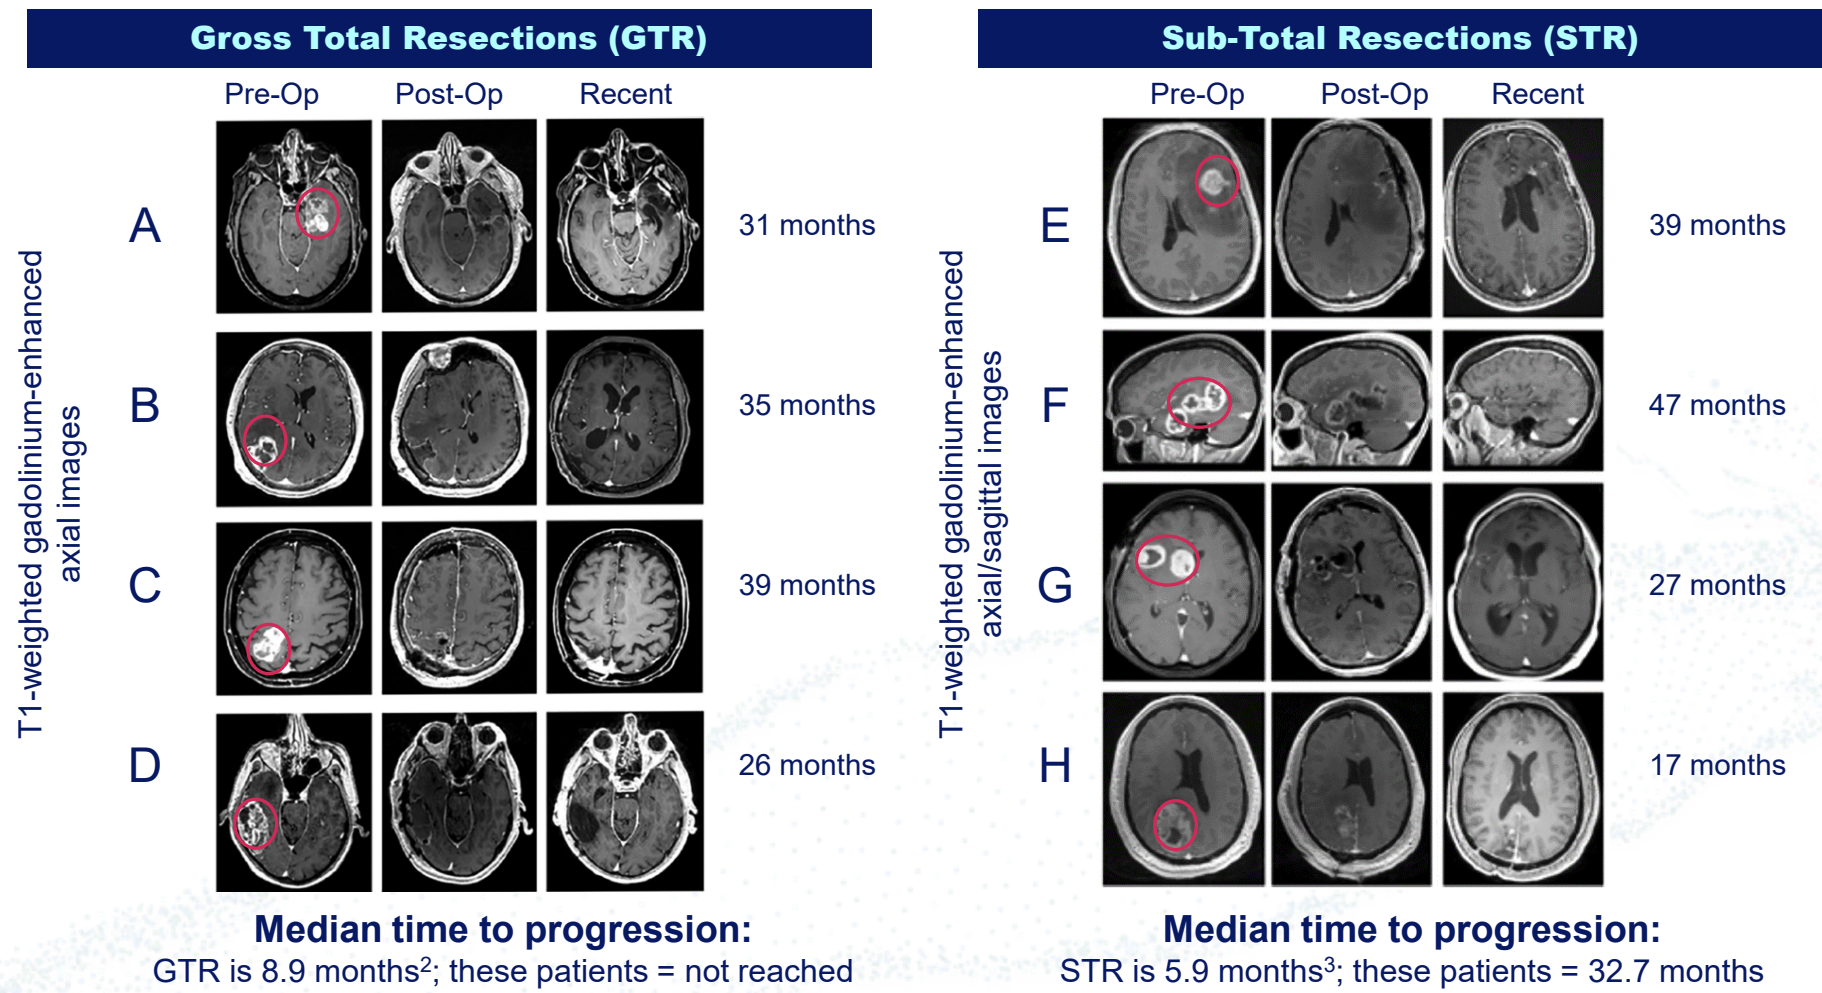 Gross Total Resections (GTR)
Pre-Op Post-Op Recent
T1-weighted gadolinium-enhanced
axial images
A 31 months
B 35 months
C 39 months
D 26 months
Median time to progression:
GTR is 8.9 months²; these patients = not reached
Sub-Total Resections (STR)
Pre-Op Post-Op Recent
T1-weighted gadolinium-enhanced
axial/sagittal images
E 39 months
F 47 months
G 27 months
H 17 months
Median time to progression:
STR is 5.9 months³; these patients = 32.7 months